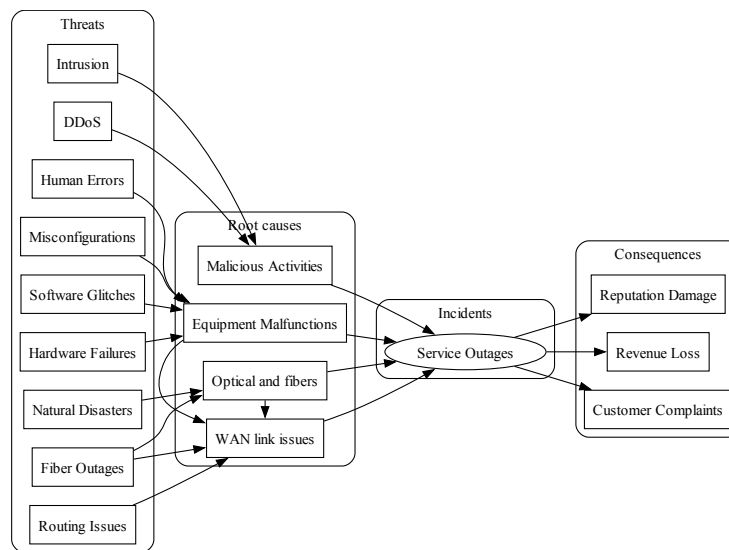 Threats
Intrusion
DDoS
Human Errors
Misconfigurations
Software Glitches
Hardware Failures
Natural Disasters
Fiber Outages
Routing Issues
Root causes
Malicious Activities
Equipment Malfunctions
Optical and fibers
WAN link issues
Incidents
Service Outages
Consequences
Reputation Damage
Revenue Loss
Customer Complaints